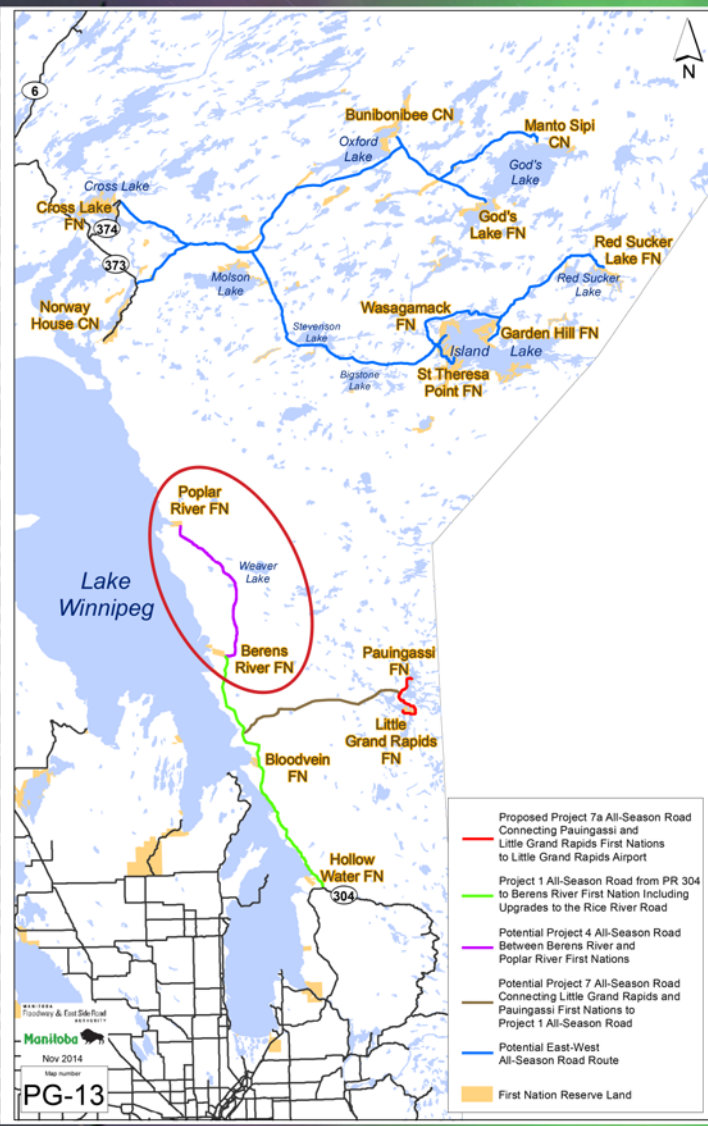 N
6
Bunibonibee CN
Oxford
Lake
Manto Sipi
CN
God's
Lake
Cross Lake
Cross Lake
FN
374
God's
Lake FN
373
Red Sucker
Lake FN
Red Sucker
Lake
Molson
Lake
Norway
House CN
Wasagamack
FN
Stevenson
Lake
Garden Hill FN
Island Lake
Bigstone
Lake
St Theresa
Point FN
Poplar
River FN
Weaver
Lake
Lake
Winnipeg
Berens
River FN
Pauingassi
FN
Little
Grand Rapids
FN
Bloodvein
FN
Hollow
Water FN
304
Proposed Project 7a All-Season Road
Connecting Pauingassi and
Little Grand Rapids First Nations
to Little Grand Rapids Airport
Project 1 All-Season Road from PR 304
to Berens River First Nation Including
Upgrades to the Rice River Road
Potential Project 4 All-Season Road
Between Berens River and
Poplar River First Nations
Potential Project 7 All-Season Road
Connecting Little Grand Rapids and
Pauingassi First Nations to
Project 1 All-Season Road
Potential East-West
All-Season Road Route
First Nation Reserve Land
MANITOBA
Floodway & East Side Road
AUTHORITY
Manitoba
Nov 2014
Map number
PG-13